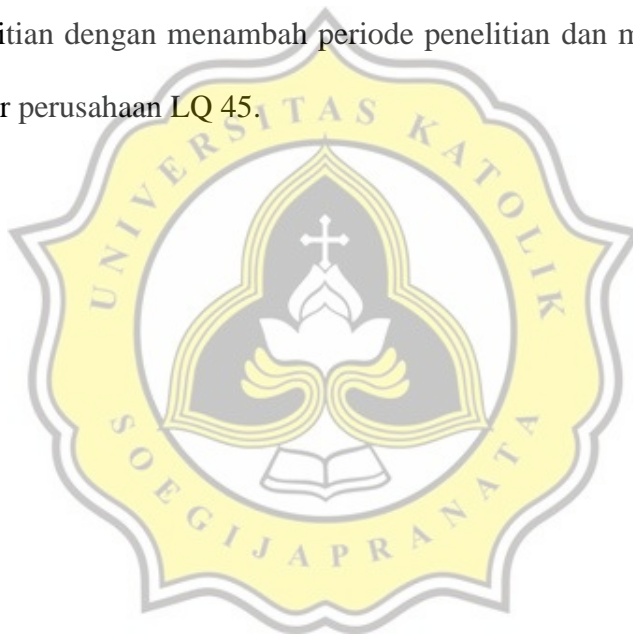 itian dengan menambah periode penelitian dan m
r perusahaan LQ 45.
UNIVERSITAS KATOLIK
SOEGIJAPRANATA